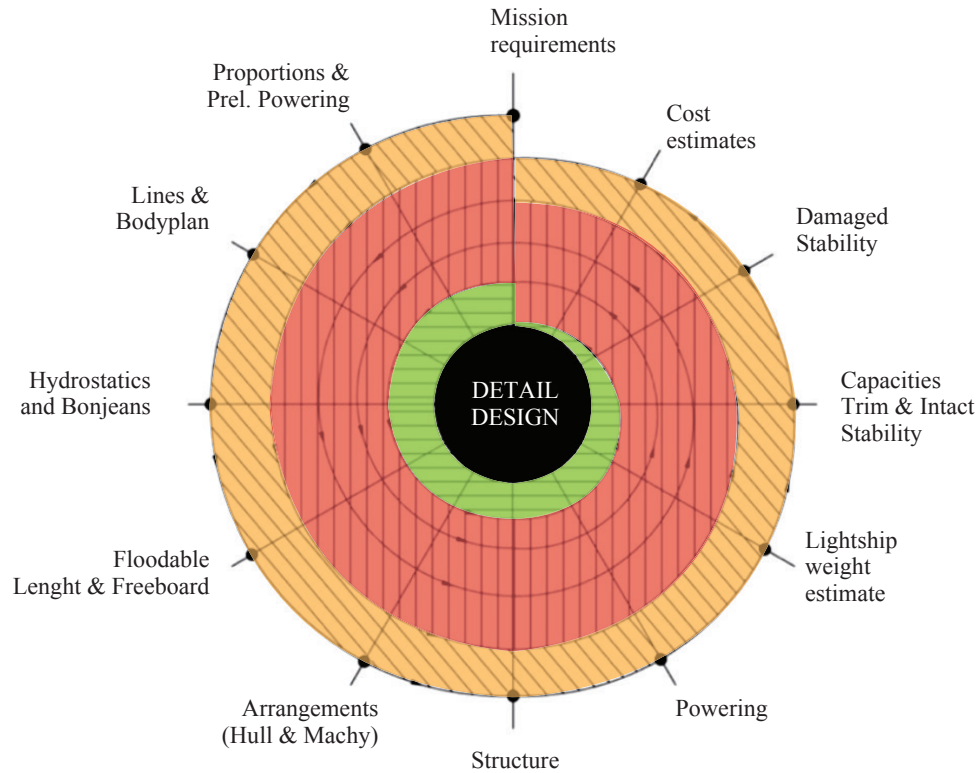 Mission
requirements
Proportions &
Prel. Powering
Cost
estimates
Lines &
Bodyplan
Damaged
Stability
Hydrostatics
and Bonjeans
DETAIL
DESIGN
Capacities
Trim & Intact
Stability
Floodable
Lenght & Freeboard
Lightship
weight
estimate
Arrangements
(Hull & Machy)
Powering
Structure